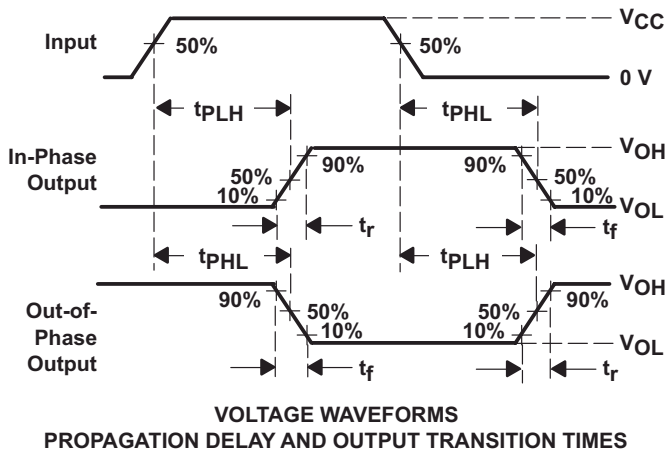 Input
50%
50%
VCC
0 V
tPLH
tPHL
In-Phase
Output
50%
10%
90%
90%
50%
10%
VOH
VOL
tr
tf
tPHL
tPLH
Out-of-
Phase
Output
90%
50%
10%
50%
10%
90%
VOH
VOL
tf
tr
VOLTAGE WAVEFORMS
PROPAGATION DELAY AND OUTPUT TRANSITION TIMES